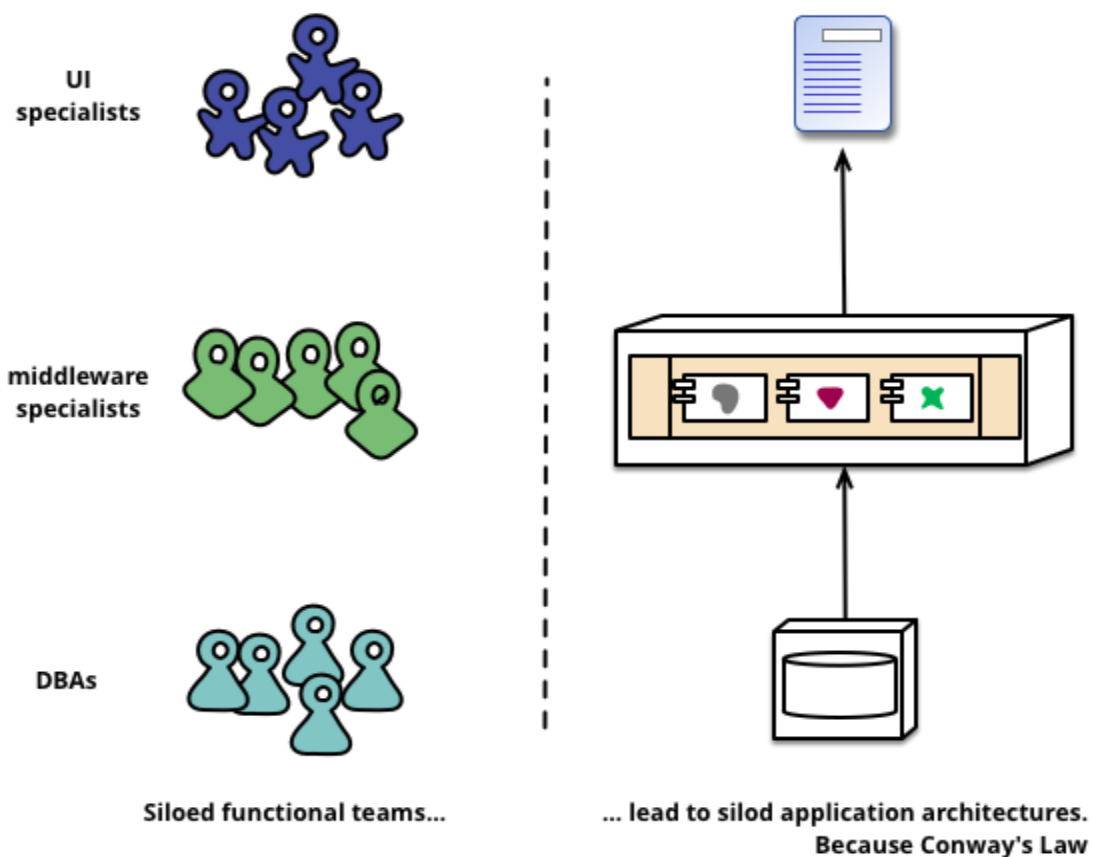 UI
specialists
middleware
specialists
DBAs
Siloed functional teams...
... lead to silod application architectures.
Because Conway's Law